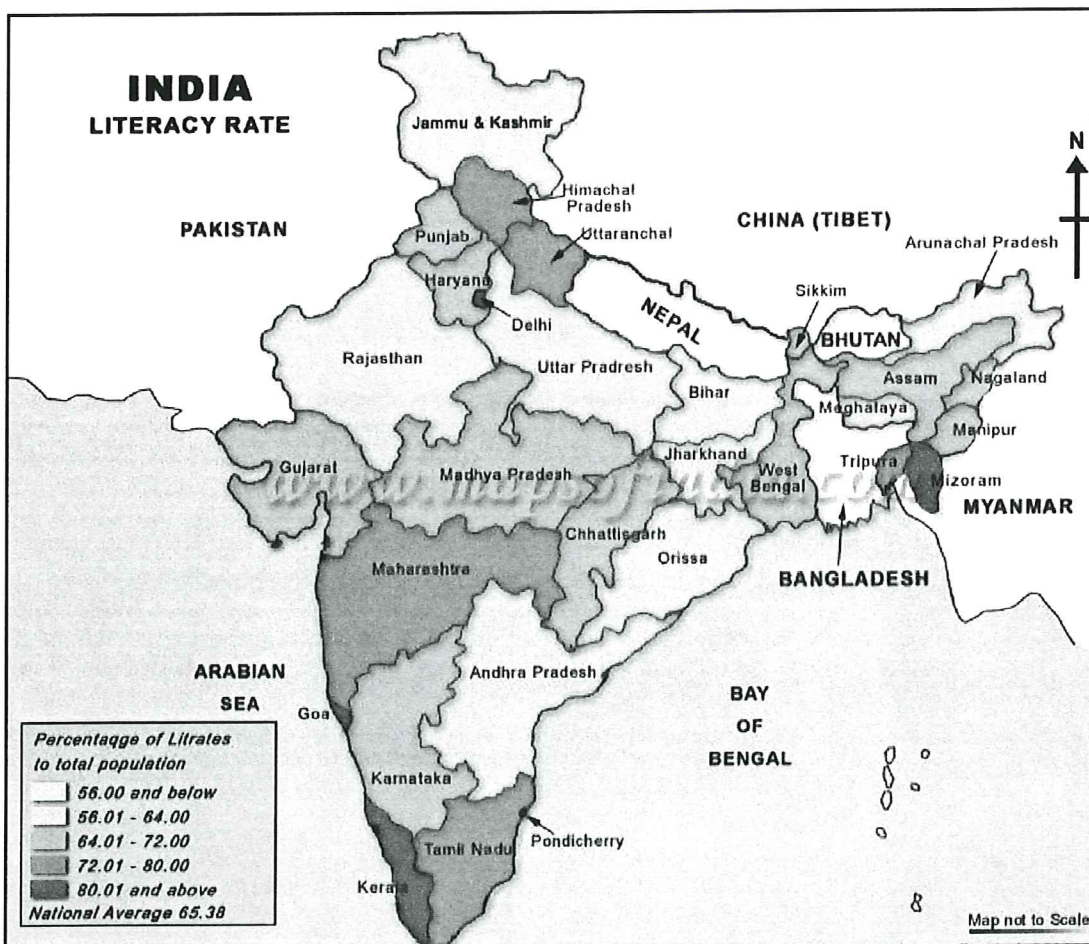 INDIA
LITERACY RATE
Jammu & Kashmir
N
Himachal
Pradesh
PAKISTAN
CHINA (TIBET)
Punjab
Uttaranchal
Arunachal Pradesh
Haryana
Sikkim
Delhi
NEPAL
BHUTAN
Rajasthan
Uttar Pradresh
Assam
Nagaland
Bihar
Meghalaya
Manipur
Jharkhand
Tripura
Gujarat
Madhya Pradesh
West
Bengal
Mizoram
www.mapsofindia.com
MYANMAR
Chhattisgarh
Orissa
Maharashtra
BANGLADESH
Andhra Pradesh
ARABIAN
SEA
BAY
OF
BENGAL
Goa
Karnataka
Pondicherry
Tamil Nadu
Kerala
Percentaqge of Litrates
to total population
56.00 and below
56.01 - 64.00
64.01 - 72.00
72.01 - 80.00
80.01 and above
National Average 65.38
Map not to Scale